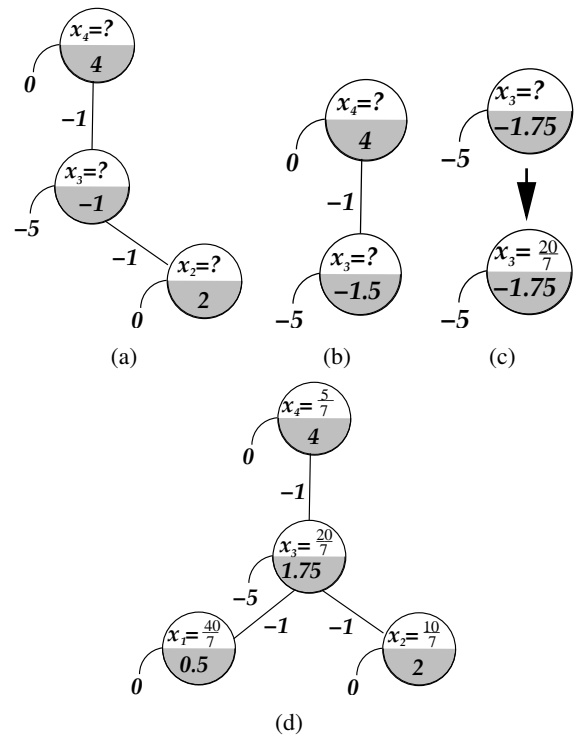 x₄=?
4
0
−1
x₃=?
−1
−5
−1
x₂=?
2
0
(a)
x₄=?
4
0
−1
x₃=?
−1.5
−5
(b)
x₃=?
−1.75
−5
x₃= 20/7
−1.75
−5
(c)
x₄= 5/7
4
0
−1
x₃= 20/7
1.75
−5
−1
−1
x₁= 40/7
0.5
0
x₂= 10/7
2
0
(d)